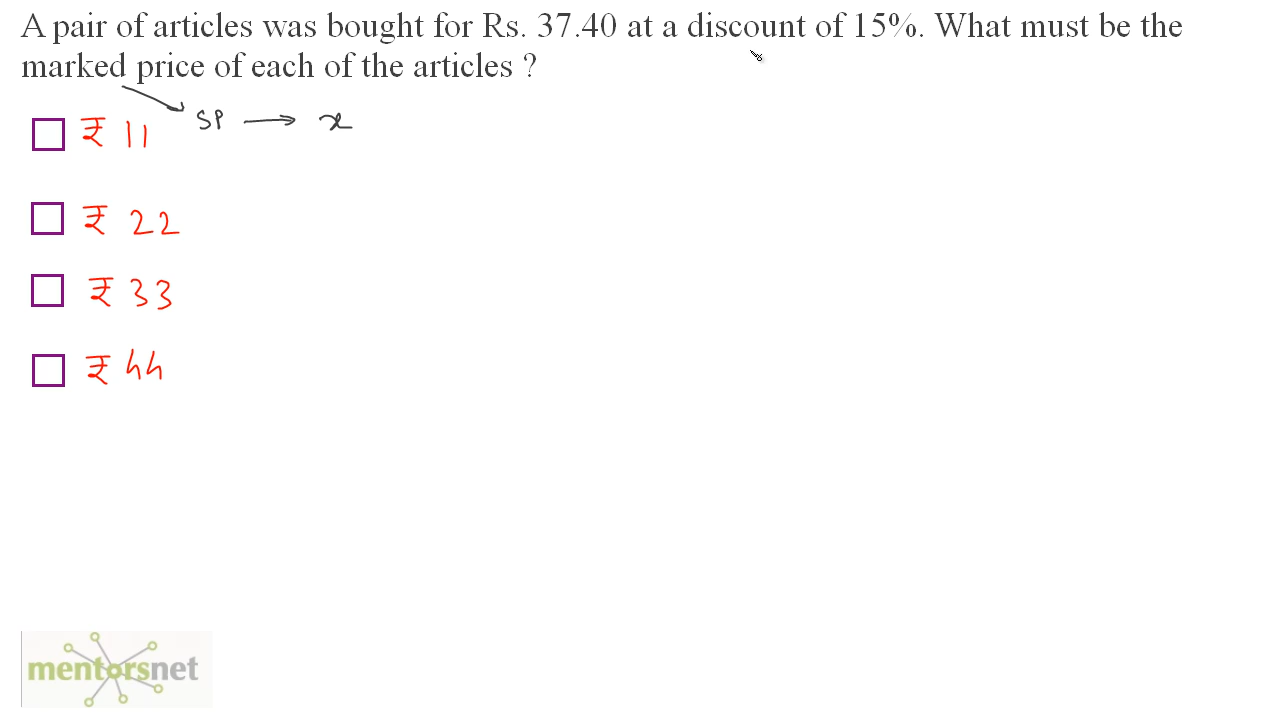 A pair of articles was bought for Rs. 37.40 at a discount of 15%. What must be the
marked price of each of the articles ?
SP → x
₹ 11
₹ 22
₹ 33
₹ 44
mentorsnet